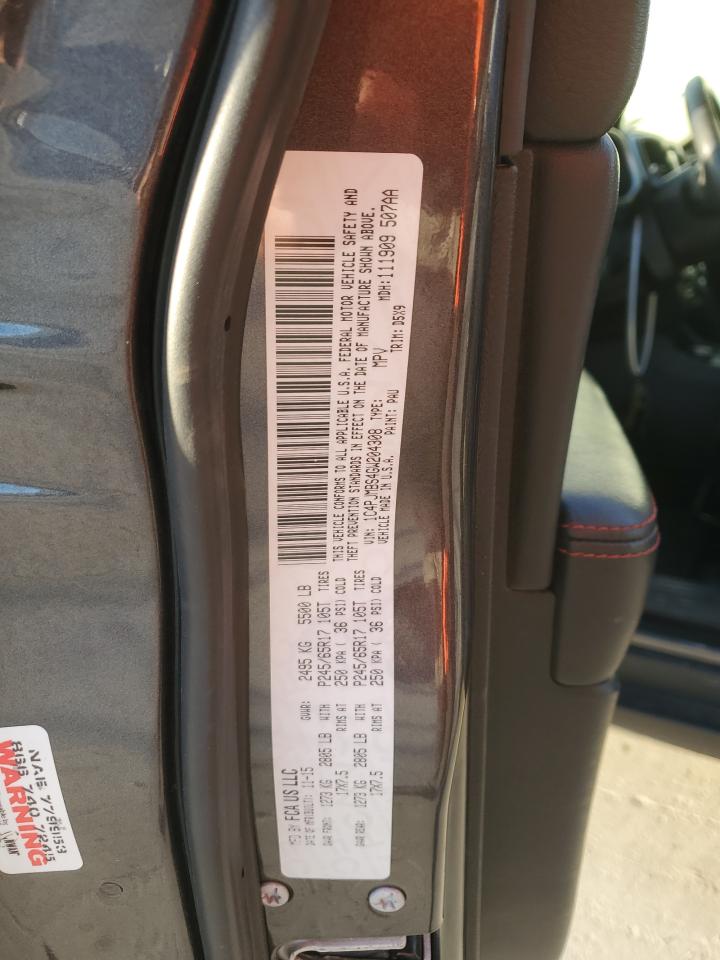 MFD BY: FCA US LLC
DATE OF MFR(BUILT): 11-15 GVWR: 2495 KG 5500 LB
GAWR FRONT: 1273 KG 2805 LB WITH P245/65R17 105T TIRES
17X7.5 RIMS AT 250 KPA ( 36 PSI) COLD
GAWR REAR: 1273 KG 2805 LB WITH P245/65R17 105T TIRES
17X7.5 RIMS AT 250 KPA ( 36 PSI) COLD
THIS VEHICLE CONFORMS TO ALL APPLICABLE U.S.A. FEDERAL MOTOR VEHICLE SAFETY AND
THEFT PREVENTION STANDARDS IN EFFECT ON THE DATE OF MANUFACTURE SHOWN ABOVE.
VIN: 1C4PJMBS4GW204308 TYPE: MPV MDH: 111909 507AA
VEHICLE MADE IN U.S.A. PAINT: PAU TRIM: D5X9
WARNING